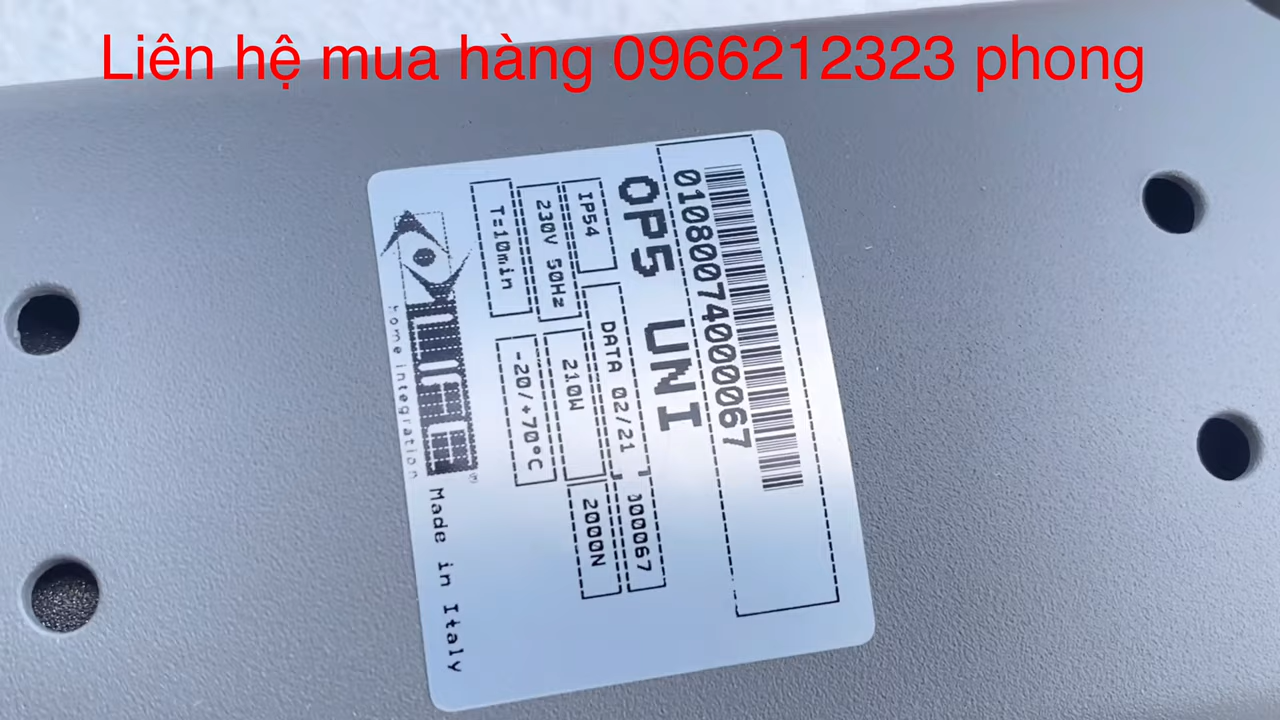 Liên hệ mua hàng 0966212323 phong
0108007400067
OP5 UNI
IP54
DATA 02/21
000067
230V 50Hz
210W
2000N
T=10min
-20/+70°C
home integration
Made in Italy